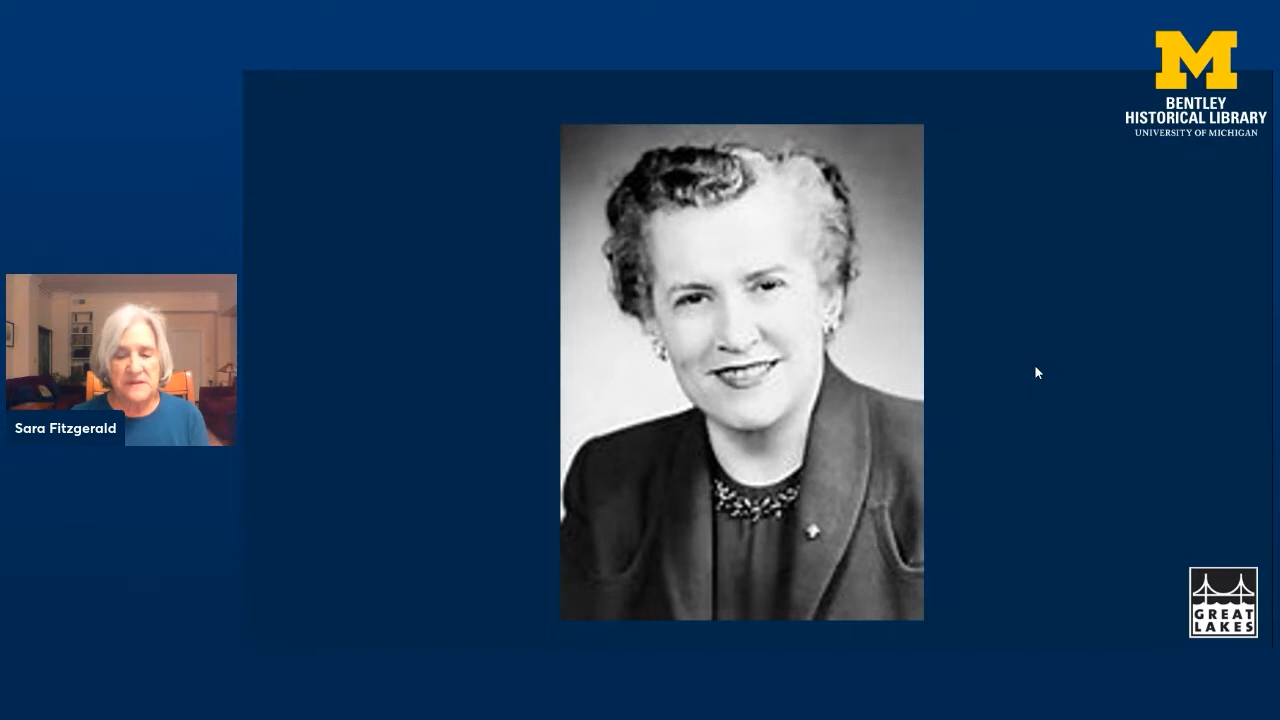 M
BENTLEY
HISTORICAL LIBRARY
UNIVERSITY OF MICHIGAN
Sara Fitzgerald
GREAT
LAKES